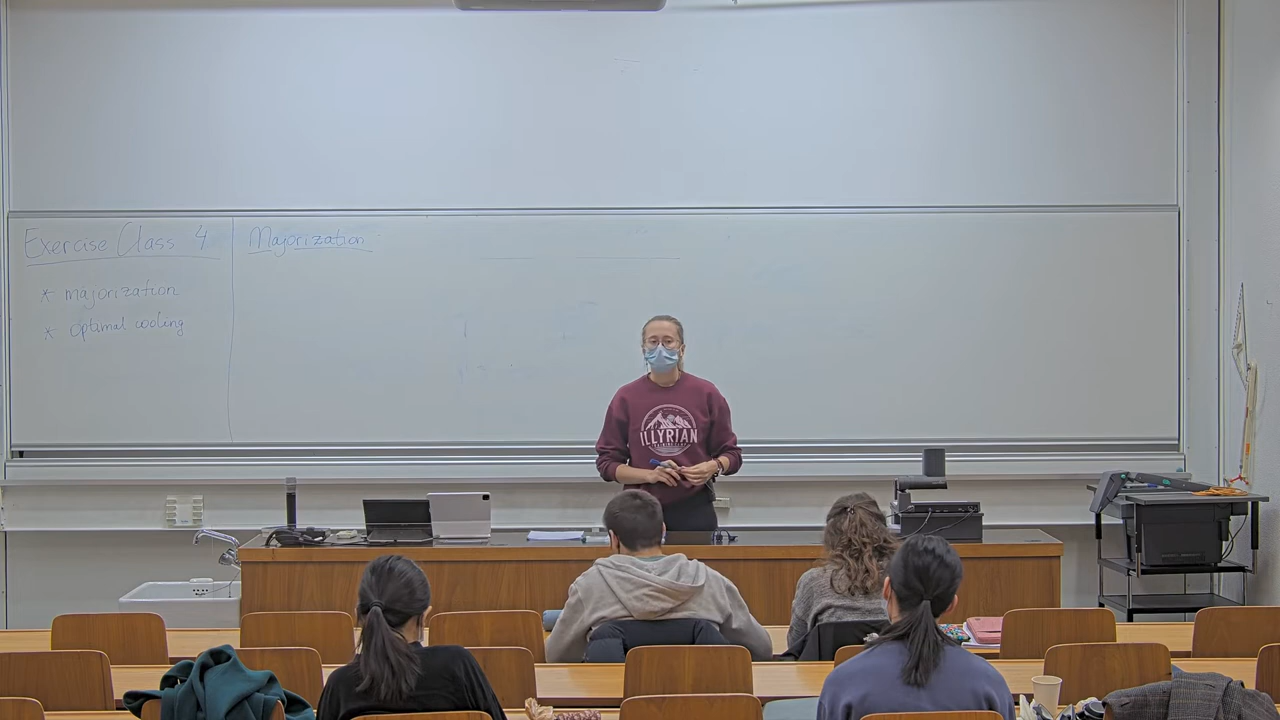 Exercise Class 4
* majorization
* optimal cooling
Majorization
ILLYRIAN